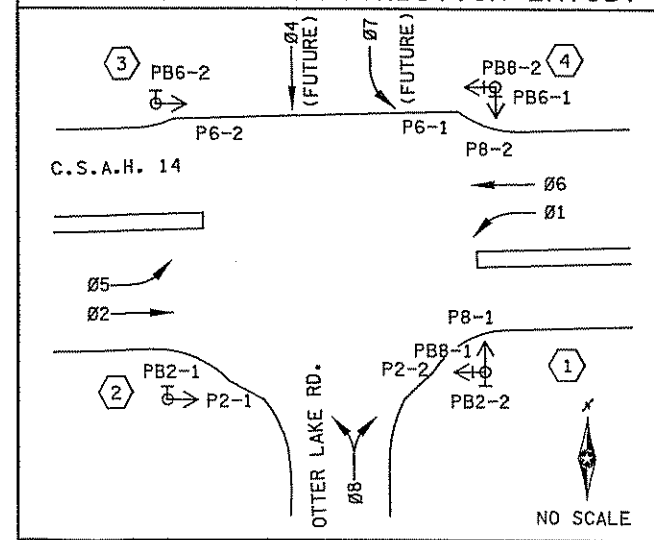 Ø4 (FUTURE)
Ø7 (FUTURE)
3
PB6-2
PB8-2
4
PB6-1
P6-2
P6-1
P8-2
C.S.A.H. 14
Ø6
Ø1
Ø5
Ø2
P8-1
PB2-1
PB8-1
P2-2
2
P2-1
PB2-2
1
OTTER LAKE RD.
Ø8
NO SCALE